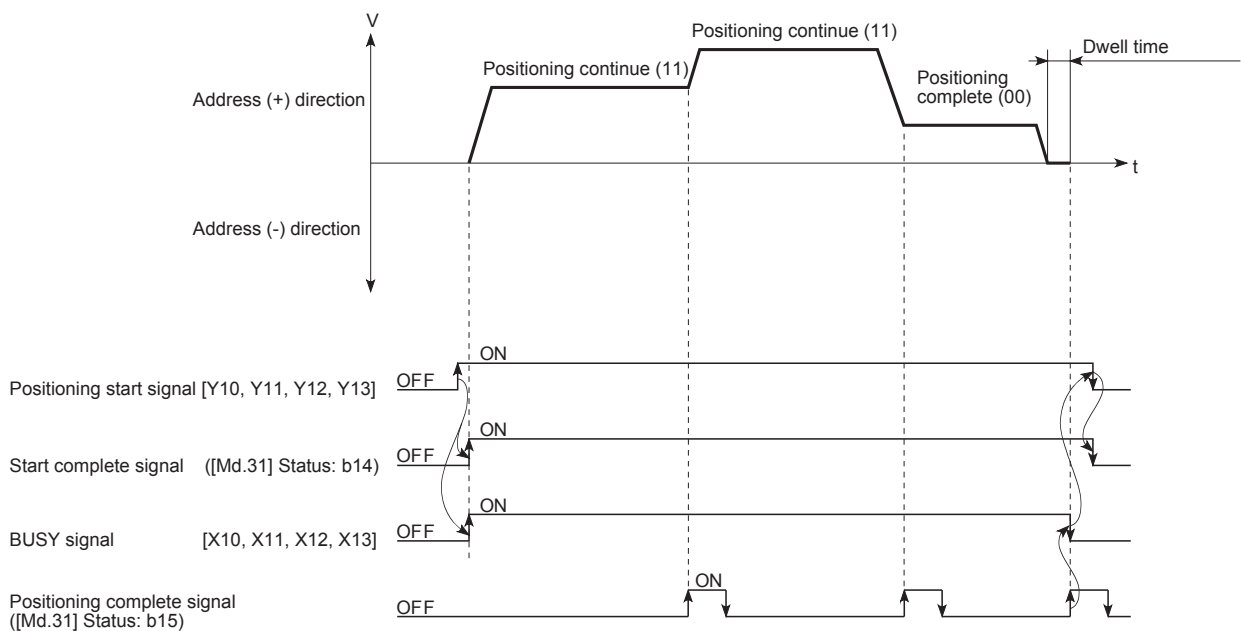 V
Positioning continue (11)
Dwell time
Positioning continue (11)
Positioning
complete (00)
Address (+) direction
t
Address (-) direction
ON
Positioning start signal [Y10, Y11, Y12, Y13] OFF
ON
Start complete signal ([Md.31] Status: b14) OFF
ON
BUSY signal [X10, X11, X12, X13] OFF
ON
Positioning complete signal OFF
([Md.31] Status: b15)